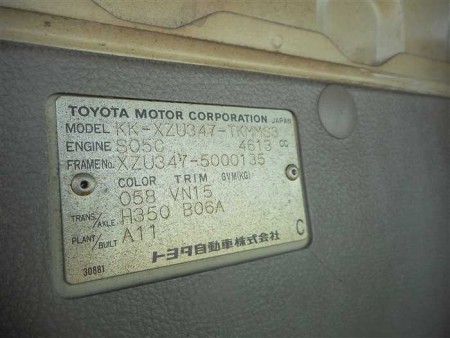 TOYOTA MOTOR CORPORATION JAPAN
MODEL KK-XZU347-TKMMS3
ENGINE S05C 4613 CC
FRAME No. XZU347-5000135
COLOR TRIM GVM(KG)
058 VN15
TRANS/AXLE H350 B06A
PLANT/BUILT A11
トヨタ自動車株式会社 C
30881